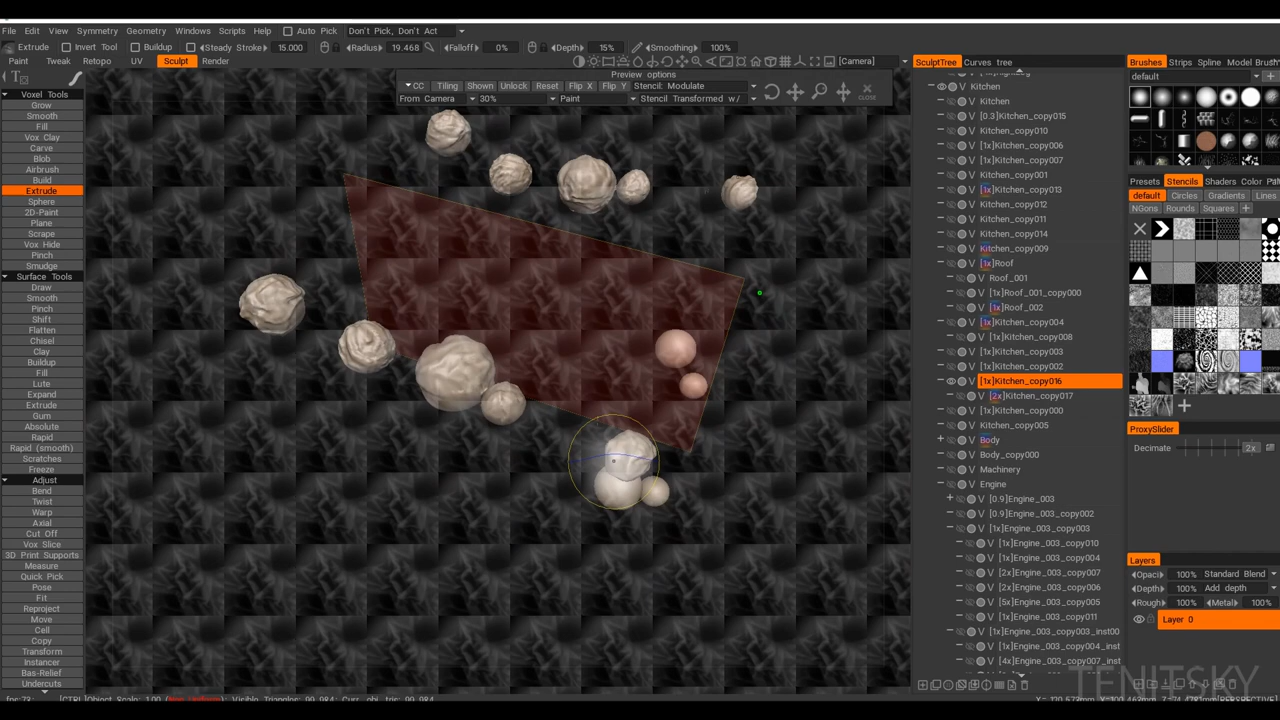 File Edit View Symmetry Geometry Windows Scripts Help Auto Pick Don't Pick, Don't Act
Extrude Invert Tool Buildup Steady Stroke 15.000 Radius 19.468 Falloff 0% Depth 15% Smoothing 100%
Paint Tweak Retopo UV Sculpt Render [Camera]
Preview options
CC Tiling Shown Unlock Reset Flip X Flip Y Stencil: Modulate
From Camera 30% Paint Stencil Transformed w/ CLOSE
Voxel Tools
Grow
Smooth
Fill
Vox Clay
Carve
Blob
Airbrush
Build
Extrude
Sphere
2D-Paint
Plane
Scrape
Vox Hide
Pinch
Smudge
Surface Tools
Draw
Smooth
Pinch
Shift
Flatten
Chisel
Clay
Buildup
Fill
Lute
Expand
Extrude
Gum
Absolute
Rapid
Rapid (smooth)
Scratches
Freeze
Adjust
Bend
Twist
Warp
Axial
Cut Off
Vox Slice
3D Print Supports
Measure
Quick Pick
Pose
Fit
Reproject
Move
Cell
Copy
Transform
Instancer
Bas-Relief
Undercuts
SculptTree Curves tree
Kitchen
V Kitchen
V [0.3]Kitchen_copy015
V Kitchen_copy010
V [1x]Kitchen_copy006
V [1x]Kitchen_copy007
V Kitchen_copy001
V [1x]Kitchen_copy013
V Kitchen_copy012
V Kitchen_copy011
V Kitchen_copy014
V Kitchen_copy009
V [1x]Roof
V Roof_001
V [1x]Roof_001_copy000
V [1x]Roof_002
V [1x]Kitchen_copy004
V [1x]Kitchen_copy008
V [1x]Kitchen_copy003
V [1x]Kitchen_copy002
V [1x]Kitchen_copy016
V [2x]Kitchen_copy017
V [1x]Kitchen_copy000
V Kitchen_copy005
V Body
V Body_copy000
V Machinery
V Engine
V [0.9]Engine_003
V [0.9]Engine_003_copy002
V [1x]Engine_003_copy003
V [1x]Engine_003_copy010
V [1x]Engine_003_copy004
V [2x]Engine_003_copy007
V [2x]Engine_003_copy006
V [5x]Engine_003_copy005
V [1x]Engine_003_copy011
V [1x]Engine_003_copy003_inst00
V [1x]Engine_003_copy004_inst
V [4x]Engine_003_copy007_inst
Brushes Strips Spline Model
default
Presets Stencils Shaders Color
default Circles Gradients Lines
NGons Rounds Squares
ProxySlider
Decimate 2x
Layers
Opaci 100% Standard Blend
Depth 100% Add depth
Rough 100% Metal 100%
Layer 0
TENITSKY